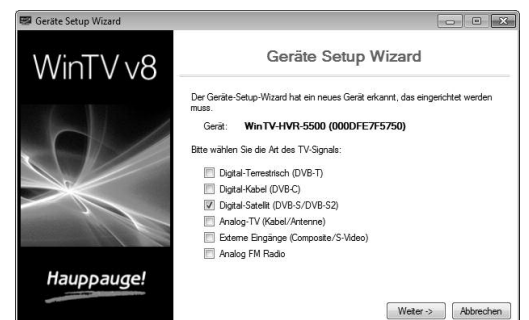 Geräte Setup Wizard
WinTV v8
Geräte Setup Wizard
Der Geräte-Setup-Wizard hat ein neues Gerät erkannt, das eingerichtet werden
muss.
Gerät: WinTV-HVR-5500 (000DFE7F5750)
Bitte wählen Sie die Art des TV-Signals:
Digital-Terrestrisch (DVB-T)
Digital-Kabel (DVB-C)
Digital-Satellit (DVB-S/DVB-S2)
Analog-TV (Kabel/Antenne)
Externe Eingänge (Composite/S-Video)
Analog FM Radio
Hauppauge!
Weiter -> Abbrechen